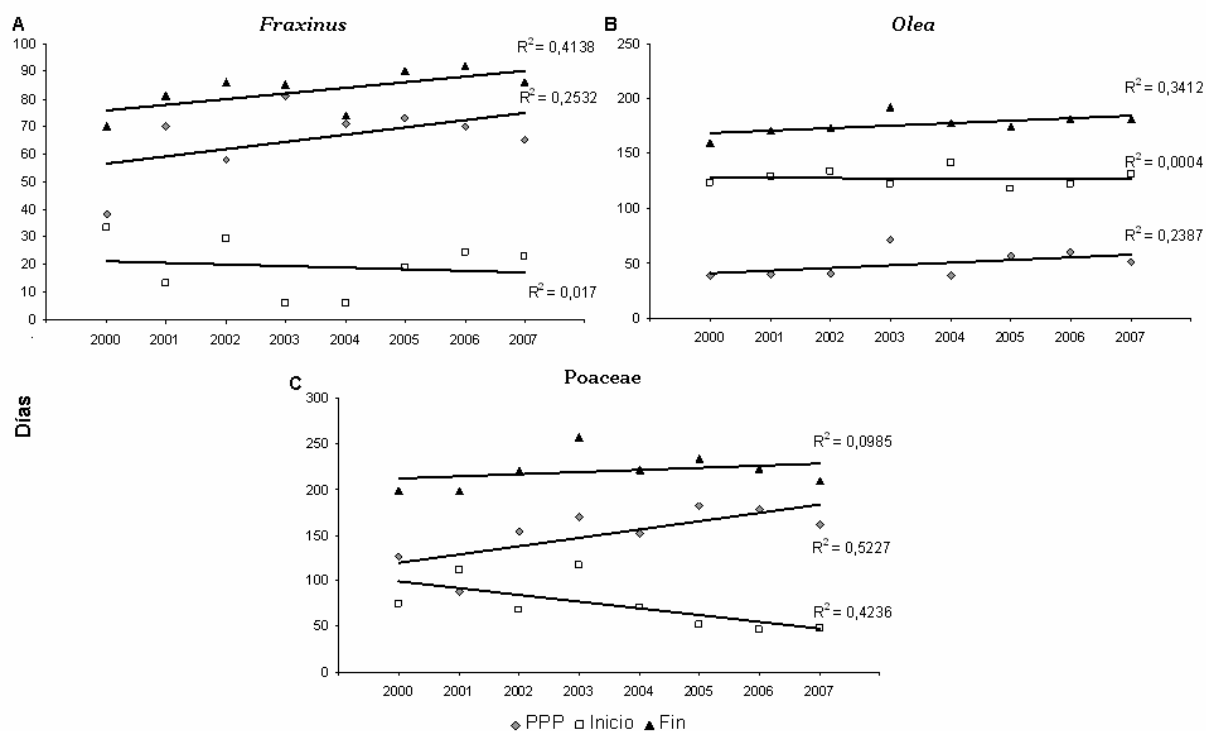 A
Fraxinus
100
90
80
70
60
50
40
30
20
10
0
R² = 0,4138
R² = 0,2532
R² = 0,017
2000 2001 2002 2003 2004 2005 2006 2007
B
Olea
250
200
150
100
50
0
R² = 0,3412
R² = 0,0004
R² = 0,2387
2000 2001 2002 2003 2004 2005 2006 2007
Días
C
Poaceae
300
250
200
150
100
50
0
R² = 0,0985
R² = 0,5227
R² = 0,4236
2000 2001 2002 2003 2004 2005 2006 2007
PPP Inicio Fin